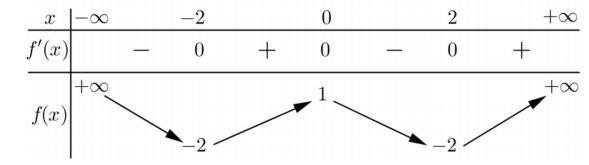 x −∞ −2 0 2 +∞
f′(x) − 0 + 0 − 0 +
+∞ 1 +∞
f(x)
−2 −2